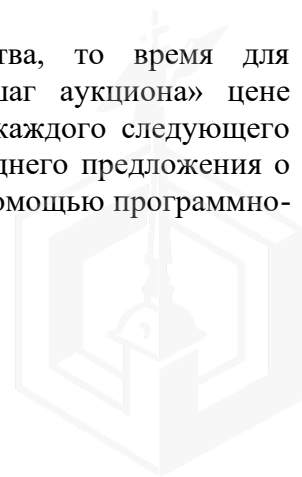 тва, то время для
шаг аукциона» цене
каждого следующего
днего предложения о
омощью программно-